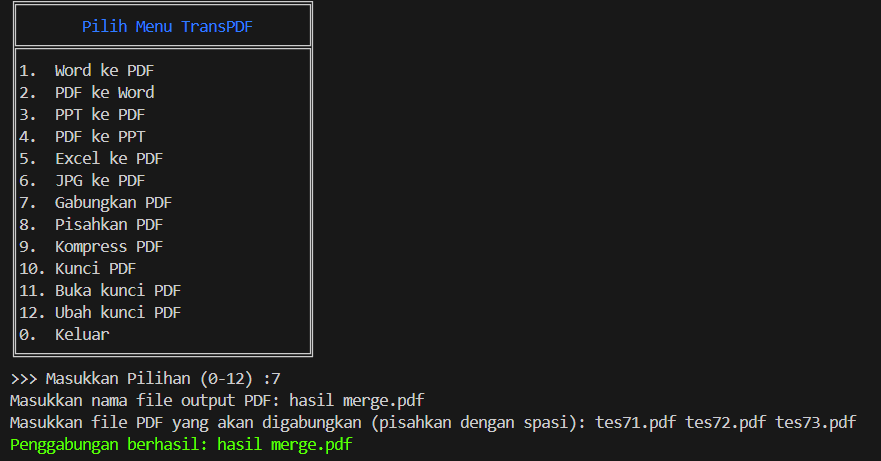 Pilih Menu TransPDF
1. Word ke PDF
2. PDF ke Word
3. PPT ke PDF
4. PDF ke PPT
5. Excel ke PDF
6. JPG ke PDF
7. Gabungkan PDF
8. Pisahkan PDF
9. Kompress PDF
10. Kunci PDF
11. Buka kunci PDF
12. Ubah kunci PDF
0. Keluar
>>> Masukkan Pilihan (0-12) :7
Masukkan nama file output PDF: hasil merge.pdf
Masukkan file PDF yang akan digabungkan (pisahkan dengan spasi): tes71.pdf tes72.pdf tes73.pdf
Penggabungan berhasil: hasil merge.pdf